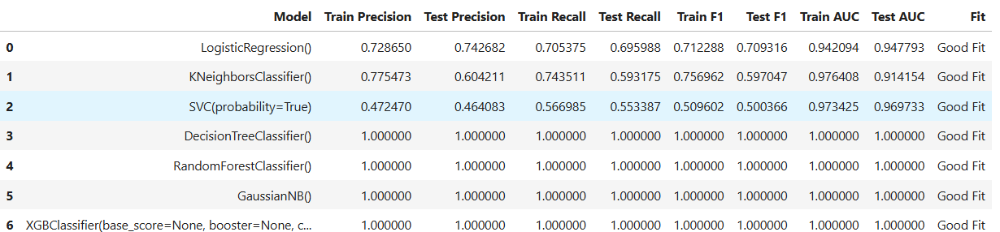 Model Train Precision Test Precision Train Recall Test Recall Train F1 Test F1 Train AUC Test AUC Fit
0 LogisticRegression() 0.728650 0.742682 0.705375 0.695988 0.712288 0.709316 0.942094 0.947793 Good Fit
1 KNeighborsClassifier() 0.775473 0.604211 0.743511 0.593175 0.756962 0.597047 0.976408 0.914154 Good Fit
2 SVC(probability=True) 0.472470 0.464083 0.566985 0.553387 0.509602 0.500366 0.973425 0.969733 Good Fit
3 DecisionTreeClassifier() 1.000000 1.000000 1.000000 1.000000 1.000000 1.000000 1.000000 1.000000 Good Fit
4 RandomForestClassifier() 1.000000 1.000000 1.000000 1.000000 1.000000 1.000000 1.000000 1.000000 Good Fit
5 GaussianNB() 1.000000 1.000000 1.000000 1.000000 1.000000 1.000000 1.000000 1.000000 Good Fit
6 XGBClassifier(base_score=None, booster=None, c... 1.000000 1.000000 1.000000 1.000000 1.000000 1.000000 1.000000 1.000000 Good Fit